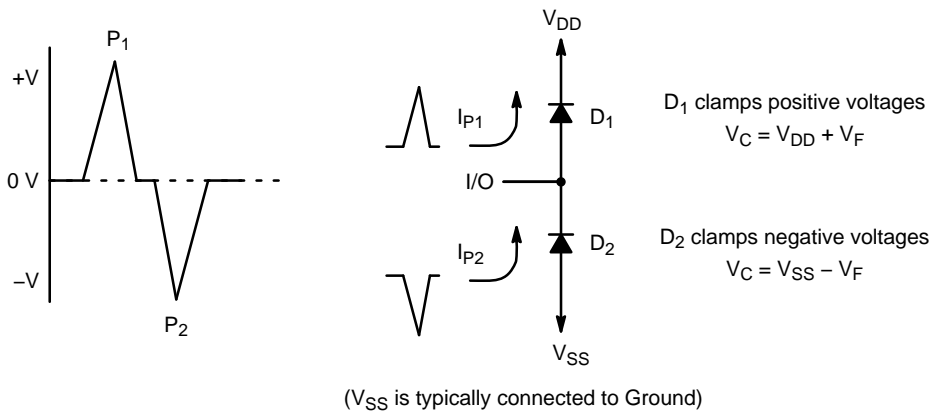 P1
+V
0 V
−V
P2
VDD
IP1
D1
I/O
IP2
D2
VSS
D1 clamps positive voltages
VC = VDD + VF
D2 clamps negative voltages
VC = VSS − VF
(VSS is typically connected to Ground)